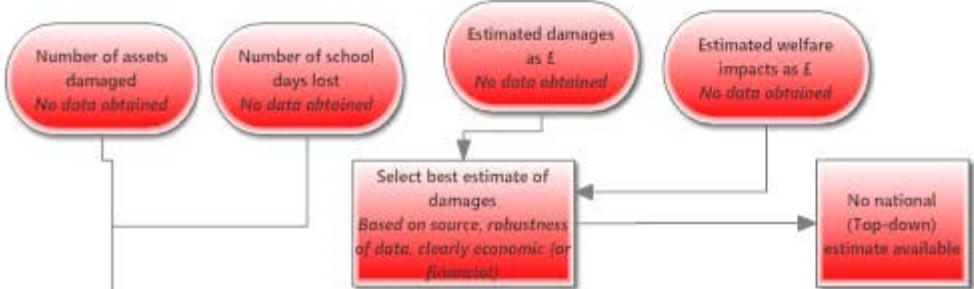 Number of assets
damaged
No data obtained
Number of school
days lost
No data obtained
Estimated damages
as £
No data obtained
Estimated welfare
impacts as £
No data obtained
Select best estimate of
damages
Based on source, robustness
of data, clearly economic (or
financial)
No national
(Top-down)
estimate available